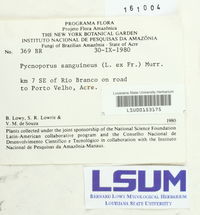 161004
PROGRAMA FLORA
Projeto Flora Amazônica
THE NEW YORK BOTANICAL GARDEN
INSTITUTO NACIONAL DE PESQUISAS DA AMAZÔNIA
Fungi of Brazilian Amazônia - State of Acre
No. 369 BR 30-IX-1980
Pycnoporus sanguineus (L. ex Fr.) Murr.
km 7 SE of Rio Branco on road
to Porto Velho, Acre.
Louisiana State University Herbarium
LSU00153175
B. Lowy, S. R. Lowrie &
V. M. de Souza 1980
Plants collected under the joint sponsorship of the National Science Foundation
Latin-American cooperative program and the Conselho Nacional de
Desenvolvimento Científico e Tecnológico in collaboration with the Instituto
Nacional de Pesquisas da Amazônia-Manaus.
LSUM
BERNARD LOWY MYCOLOGICAL HERBARIUM
LOUISIANA STATE UNIVERSITY